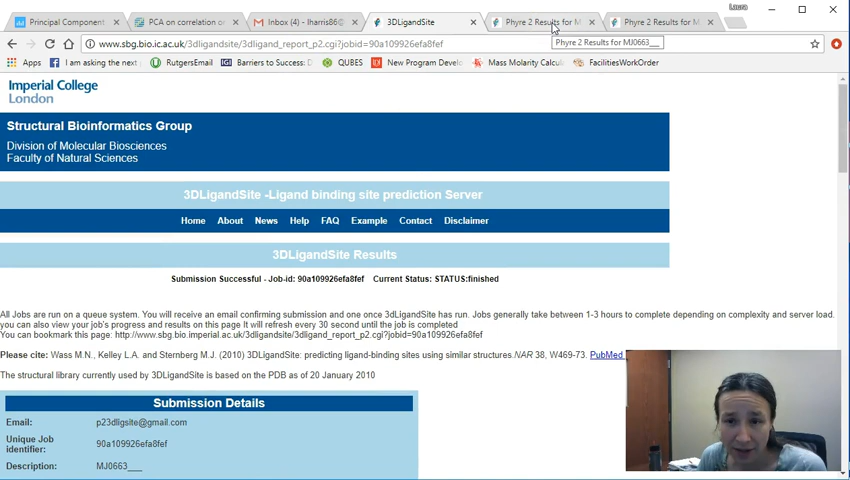 Laura
Principal Component
PCA on correlation or
Inbox (4) - lharris86@
3DLigandSite
Phyre 2 Results for M
Phyre 2 Results for M
www.sbg.bio.ic.ac.uk/3dligandsite/3dligand_report_p2.cgi?jobid=90a109926efa8fef
Phyre 2 Results for MJ0663___
Apps
I am asking the next
RutgersEmail
Barriers to Success: D
QUBES
New Program Develo
Mass Molarity Calcu
FacilitiesWorkOrder
Imperial College
London
Structural Bioinformatics Group
Division of Molecular Biosciences
Faculty of Natural Sciences
3DLigandSite -Ligand binding site prediction Server
Home About News Help FAQ Example Contact Disclaimer
3DLigandSite Results
Submission Successful - Job-id: 90a109926efa8fef Current Status: STATUS:finished
All Jobs are run on a queue system. You will receive an email confirming submission and one once 3dLigandSite has run. Jobs generally take between 1-3 hours to complete depending on complexity and server load.
you can also view your job's progress and results on this page It will refresh every 30 second until the job is completed
You can bookmark this page: http://www.sbg.bio.imperial.ac.uk/3dligandsite/3dligand_report_p2.cgi?jobid=90a109926efa8fef
Please cite: Wass M.N., Kelley L.A. and Sternberg M.J. (2010) 3DLigandSite: predicting ligand-binding sites using similar structures.NAR 38, W469-73. PubMed
The structural library currently used by 3DLigandSite is based on the PDB as of 20 January 2010
Submission Details
Email: p23dligsite@gmail.com
Unique Job
identifier: 90a109926efa8fef
Description: MJ0663___